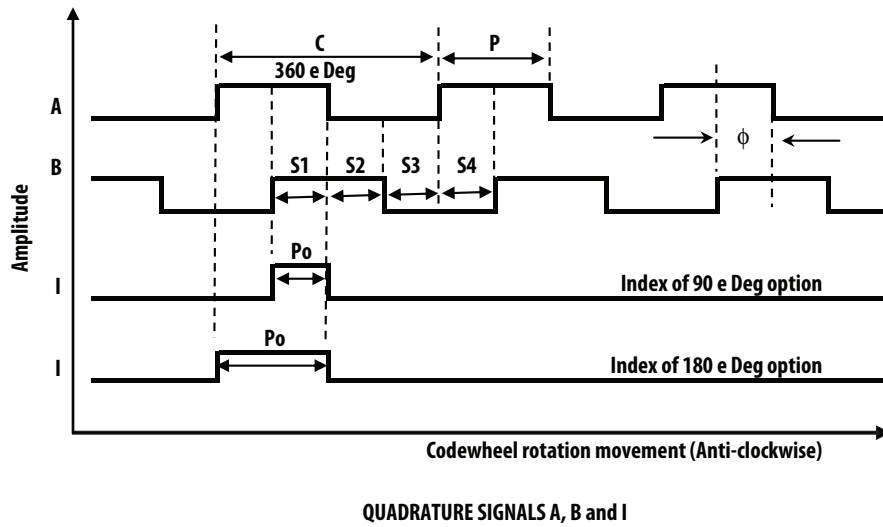 C
P
360 e Deg
A
ϕ
B
S1 S2 S3 S4
Amplitude
Po
I
Index of 90 e Deg option
Po
I
Index of 180 e Deg option
Codewheel rotation movement (Anti-clockwise)
QUADRATURE SIGNALS A, B and I